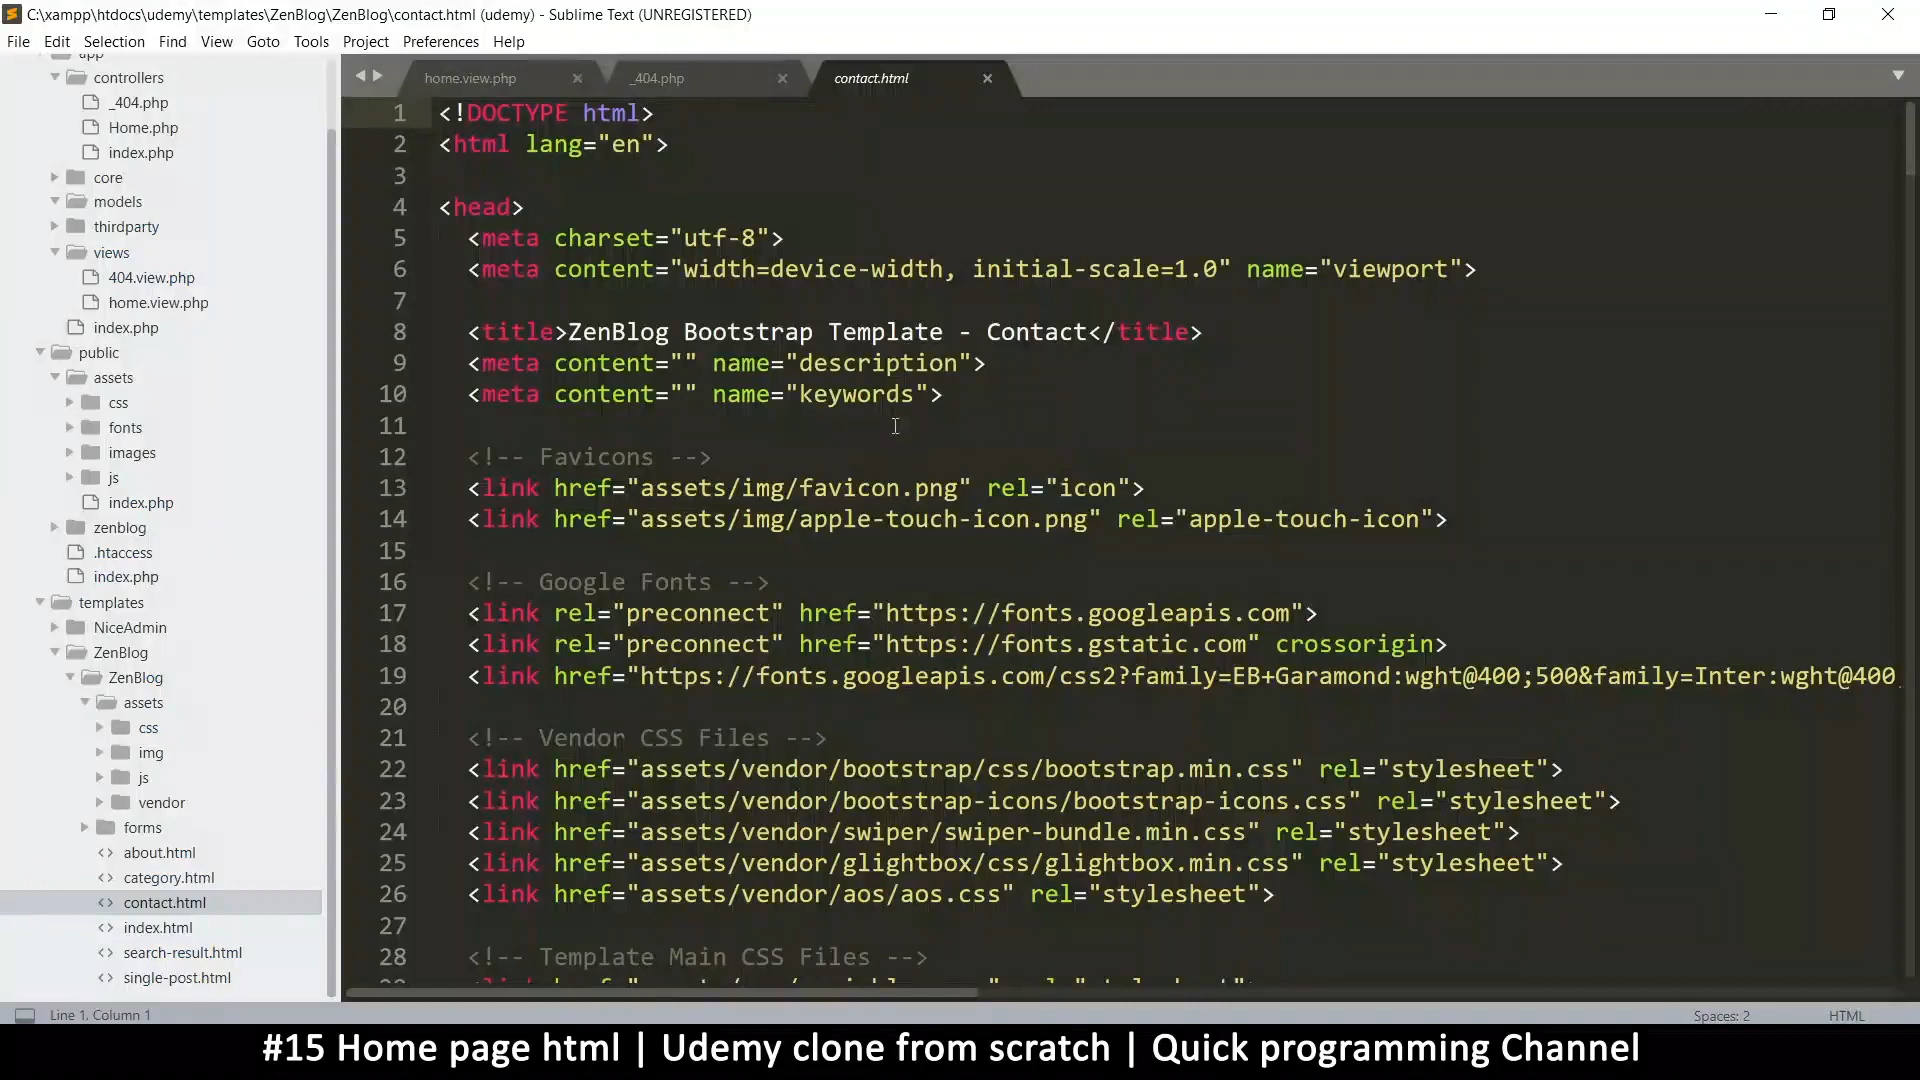 C:\xampp\htdocs\udemy\templates\ZenBlog\ZenBlog\contact.html (udemy) - Sublime Text (UNREGISTERED)
File Edit Selection Find View Goto Tools Project Preferences Help
app
controllers
_404.php
Home.php
index.php
core
models
thirdparty
views
404.view.php
home.view.php
index.php
public
assets
css
fonts
images
js
index.php
zenblog
.htaccess
index.php
templates
NiceAdmin
ZenBlog
ZenBlog
assets
css
img
js
vendor
forms
about.html
category.html
contact.html
index.html
search-result.html
single-post.html
home.view.php _404.php contact.html
1 <!DOCTYPE html>
2 <html lang="en">
3
4 <head>
5 <meta charset="utf-8">
6 <meta content="width=device-width, initial-scale=1.0" name="viewport">
7
8 <title>ZenBlog Bootstrap Template - Contact</title>
9 <meta content="" name="description">
10 <meta content="" name="keywords">
11
12 <!-- Favicons -->
13 <link href="assets/img/favicon.png" rel="icon">
14 <link href="assets/img/apple-touch-icon.png" rel="apple-touch-icon">
15
16 <!-- Google Fonts -->
17 <link rel="preconnect" href="https://fonts.googleapis.com">
18 <link rel="preconnect" href="https://fonts.gstatic.com" crossorigin>
19 <link href="https://fonts.googleapis.com/css2?family=EB+Garamond:wght@400;500&family=Inter:wght@400
20
21 <!-- Vendor CSS Files -->
22 <link href="assets/vendor/bootstrap/css/bootstrap.min.css" rel="stylesheet">
23 <link href="assets/vendor/bootstrap-icons/bootstrap-icons.css" rel="stylesheet">
24 <link href="assets/vendor/swiper/swiper-bundle.min.css" rel="stylesheet">
25 <link href="assets/vendor/glightbox/css/glightbox.min.css" rel="stylesheet">
26 <link href="assets/vendor/aos/aos.css" rel="stylesheet">
27
28 <!-- Template Main CSS Files -->
Line 1, Column 1 Spaces: 2 HTML
#15 Home page html | Udemy clone from scratch | Quick programming Channel